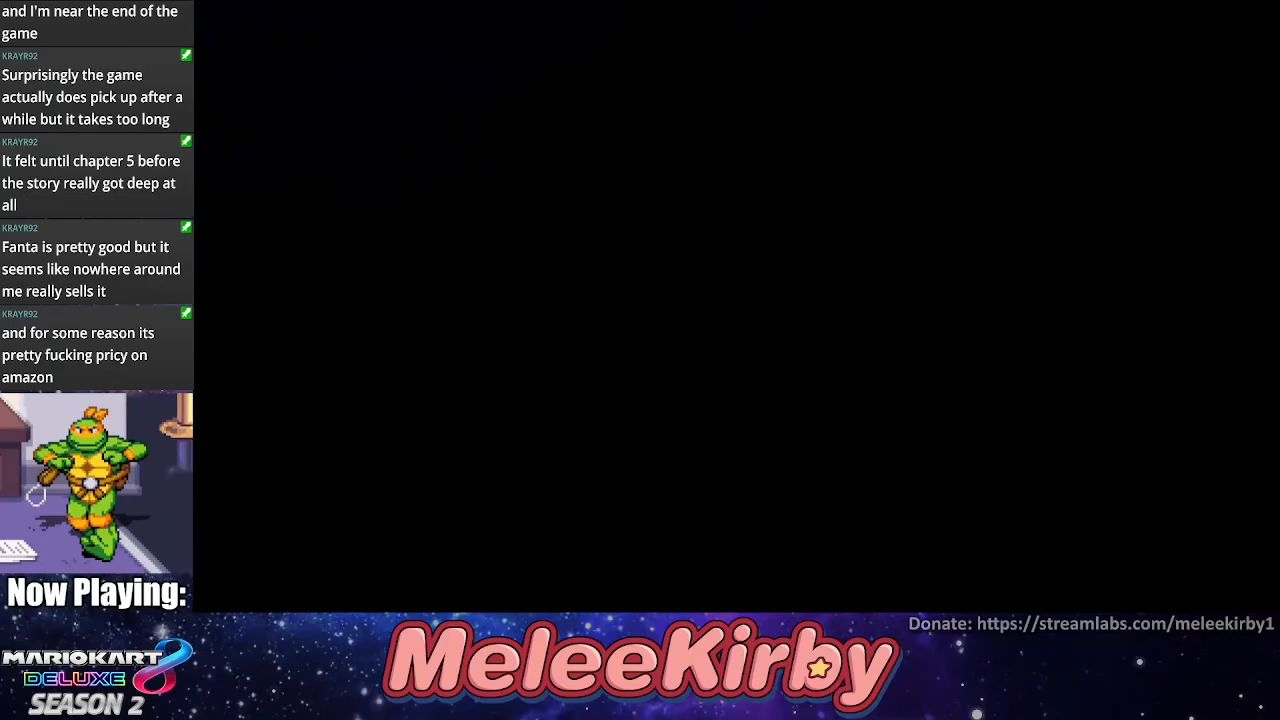 and I'm near the end of the
game
KRAYR92
Surprisingly the game
actually does pick up after a
while but it takes too long
KRAYR92
It felt until chapter 5 before
the story really got deep at
all
KRAYR92
Fanta is pretty good but it
seems like nowhere around
me really sells it
KRAYR92
and for some reason its
pretty fucking pricy on
amazon
Now Playing:
MARIOKART 8
DELUXE
SEASON 2
MeleeKirby
Donate: https://streamlabs.com/meleekirby1